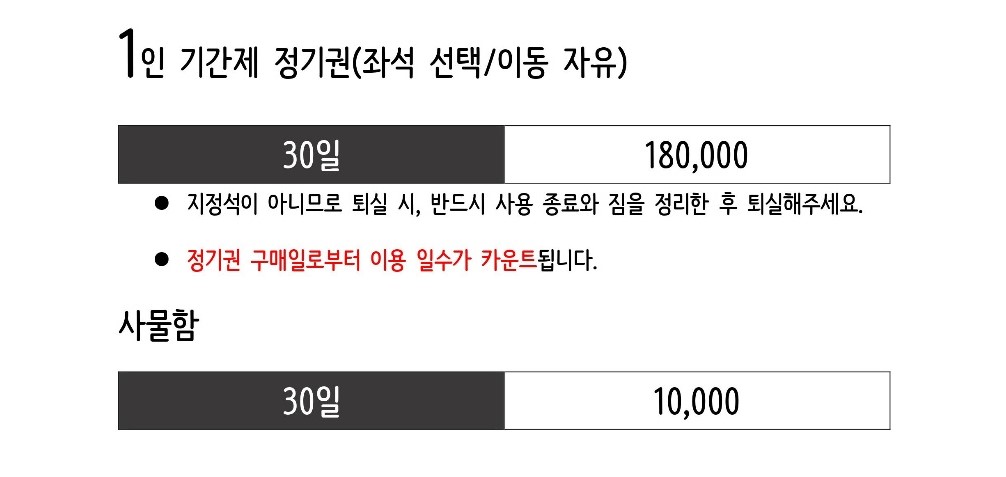 1인 기간제 정기권(좌석 선택/이동 자유)
30일 180,000
● 지정석이 아니므로 퇴실 시, 반드시 사용 종료와 짐을 정리한 후 퇴실해주세요.
● 정기권 구매일로부터 이용 일수가 카운트됩니다.
사물함
30일 10,000